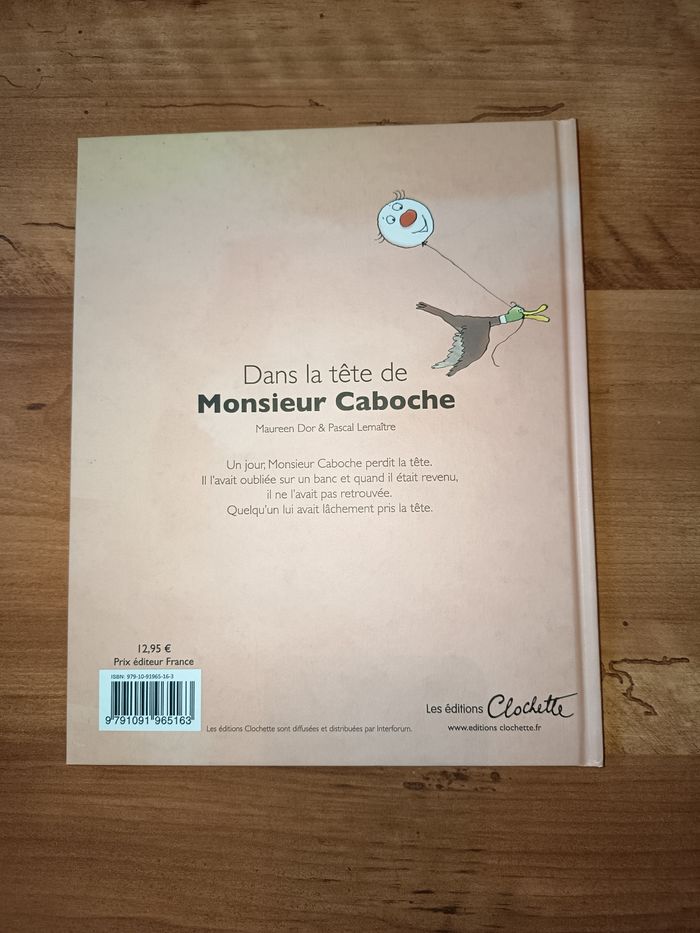 Dans la tête de
Monsieur Caboche
Maureen Dor & Pascal Lemaître
Un jour, Monsieur Caboche perdit la tête.
Il l'avait oubliée sur un banc et quand il était revenu,
il ne l'avait pas retrouvée.
Quelqu'un lui avait lâchement pris la tête.
12,95 €
Prix éditeur France
ISBN: 979-10-91965-16-3
9 791091 965163
Les éditions Clochette sont diffusées et distribuées par Interforum.
Les éditions Clochette
www.editions clochette.fr